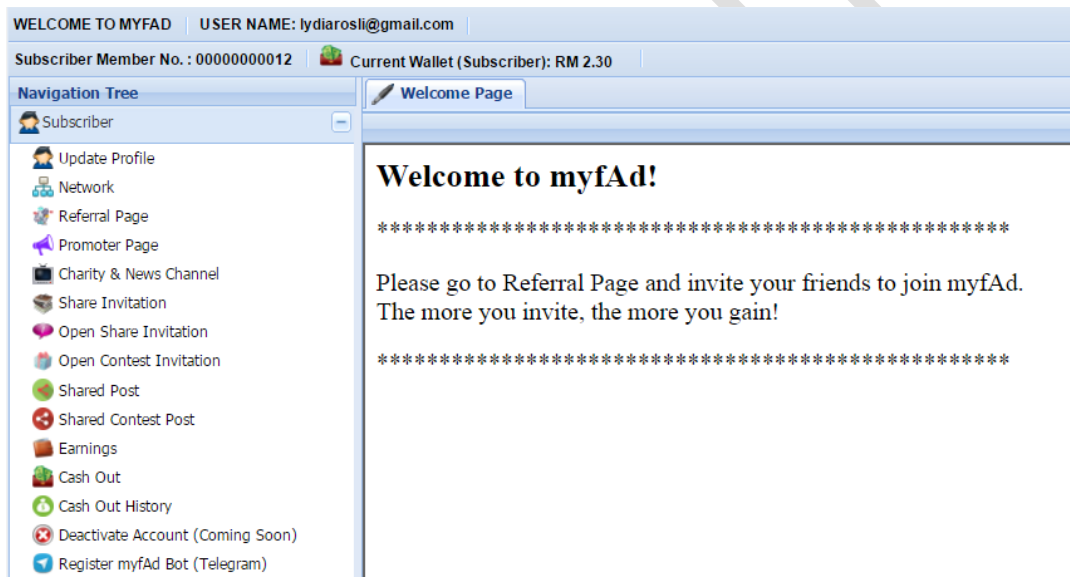 WELCOME TO MYFAD USER NAME: lydiarosli@gmail.com
Subscriber Member No. : 00000000012 Current Wallet (Subscriber): RM 2.30
Navigation Tree
Subscriber
Update Profile
Network
Referral Page
Promoter Page
Charity & News Channel
Share Invitation
Open Share Invitation
Open Contest Invitation
Shared Post
Shared Contest Post
Earnings
Cash Out
Cash Out History
Deactivate Account (Coming Soon)
Register myfAd Bot (Telegram)
Welcome Page
Welcome to myfAd!
***************************************************
Please go to Referral Page and invite your friends to join myfAd.
The more you invite, the more you gain!
***************************************************